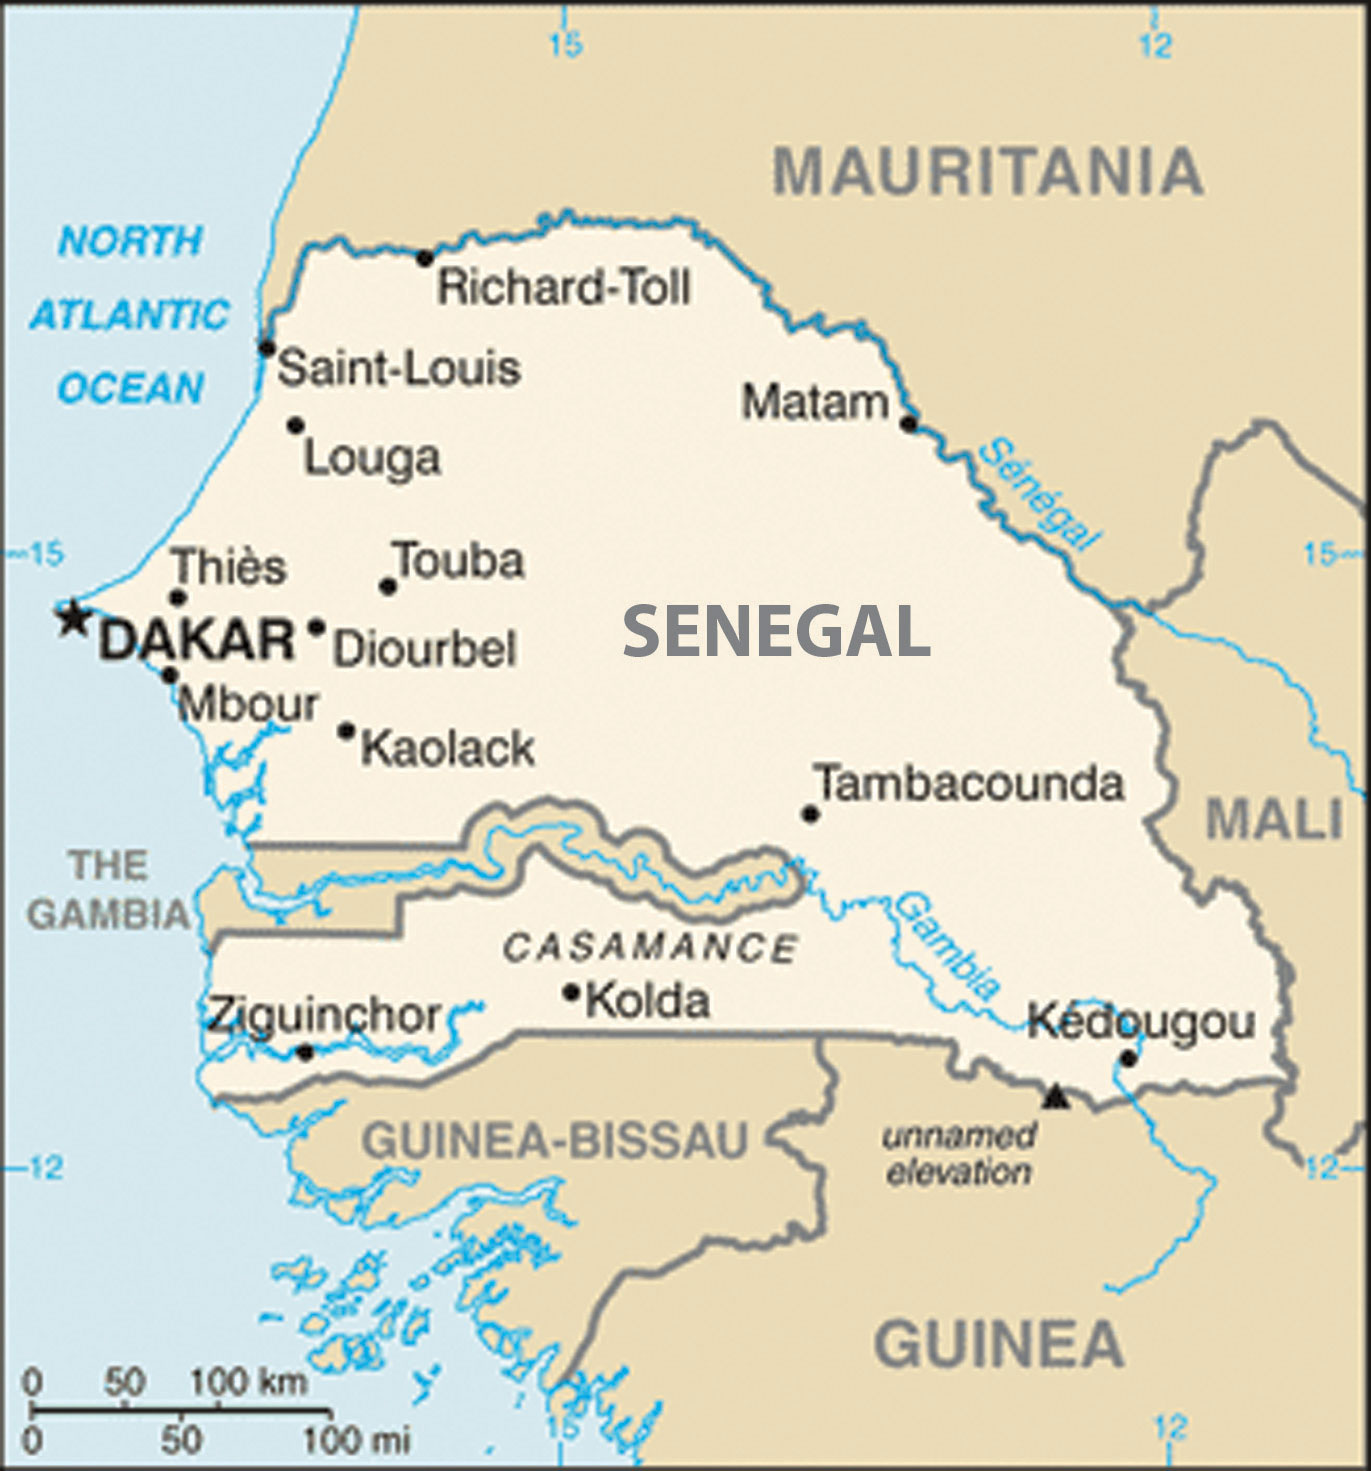 15
12
MAURITANIA
NORTH
ATLANTIC
OCEAN
Richard-Toll
Saint-Louis
Matam
Louga
Sénégal
15
15
Thiès
Touba
DAKAR
Diourbel
SENEGAL
Mbour
Kaolack
Tambacounda
MALI
THE
GAMBIA
Gambia
CASAMANCE
Kolda
Ziguinchor
Kédougou
GUINEA-BISSAU
unnamed
elevation
12
12
GUINEA
0 50 100 km
0 50 100 mi
15
12